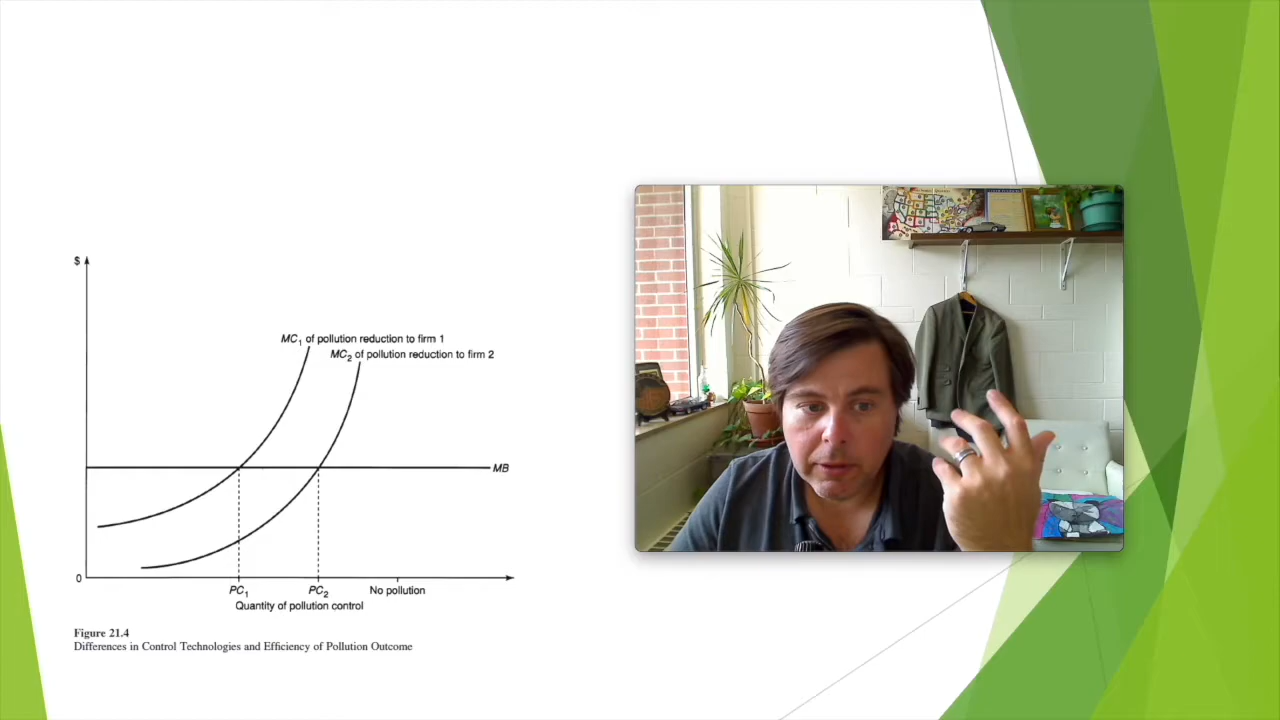 $
MC1 of pollution reduction to firm 1
MC2 of pollution reduction to firm 2
MB
0
PC1
PC2
No pollution
Quantity of pollution control
Figure 21.4
Differences in Control Technologies and Efficiency of Pollution Outcome